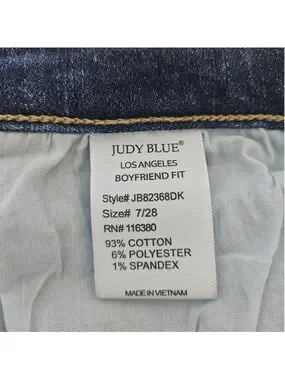 JUDY BLUE®
LOS ANGELES
BOYFRIEND FIT
Style# JB82368DK
Size# 7/28
RN# 116380
93% COTTON
6% POLYESTER
1% SPANDEX
MADE IN VIETNAM